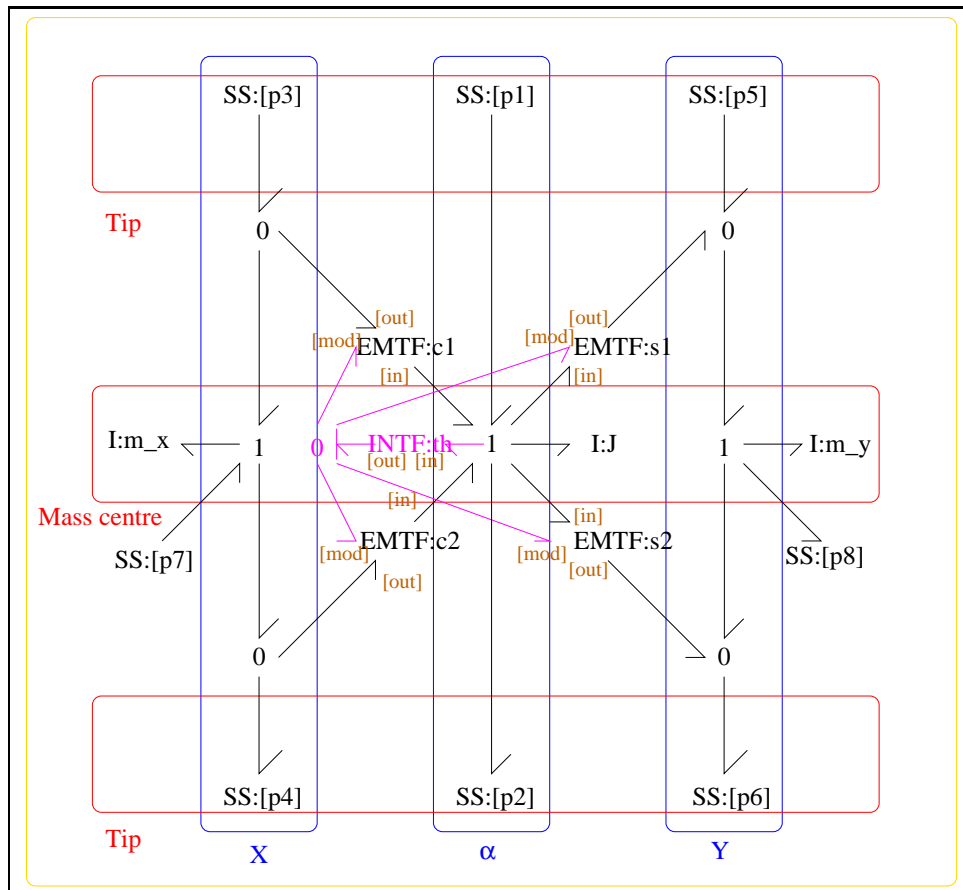 SS:[p3] SS:[p1] SS:[p5]
Tip
0 0
[out] [out]
[mod] [mod]
EMTF:c1 EMTF:s1
[in] [in]
I:m_x 1 0 INTF:th 1 I:J 1 I:m_y
[out] [in]
[in]
Mass centre [in]
SS:[p7] [mod] EMTF:c2 [mod] EMTF:s2 SS:[p8]
[out] [out]
0 0
SS:[p4] SS:[p2] SS:[p6]
Tip
X α Y